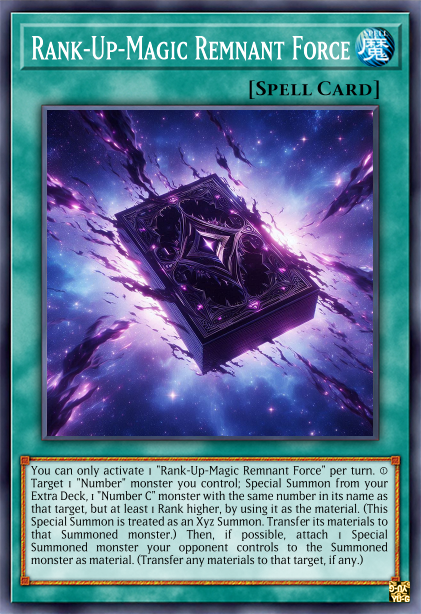 Rank-Up-Magic Remnant Force
SPELL
魔
[Spell Card]
You can only activate 1 "Rank-Up-Magic Remnant Force" per turn. ①
Target 1 "Number" monster you control; Special Summon from your
Extra Deck, 1 "Number C" monster with the same number in its name as
that target, but at least 1 Rank higher, by using it as the material. (This
Special Summon is treated as an Xyz Summon. Transfer its materials to
that Summoned monster.) Then, if possible, attach 1 Special
Summoned monster your opponent controls to the Summoned
monster as material. (Transfer any materials to that target, if any.)